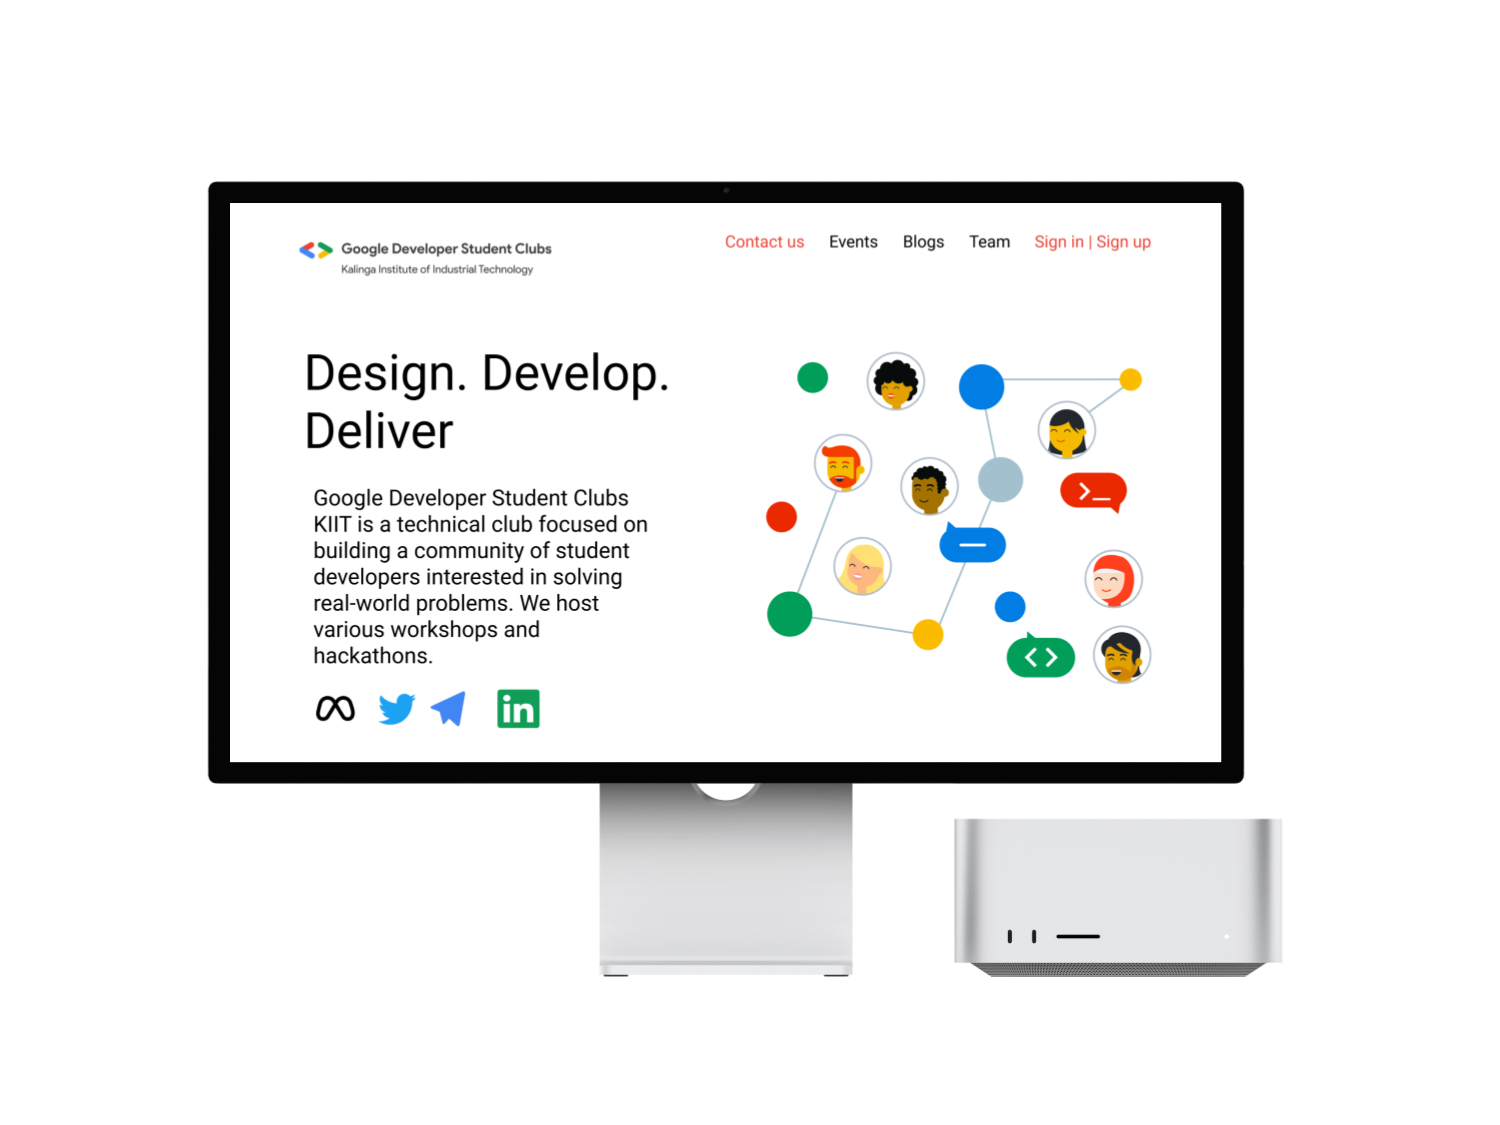 Google Developer Student Clubs
Kalinga Institute of Industrial Technology
Contact us Events Blogs Team Sign in | Sign up
Design. Develop.
Deliver
Google Developer Student Clubs
KIIT is a technical club focused on
building a community of student
developers interested in solving
real-world problems. We host
various workshops and
hackathons.
in